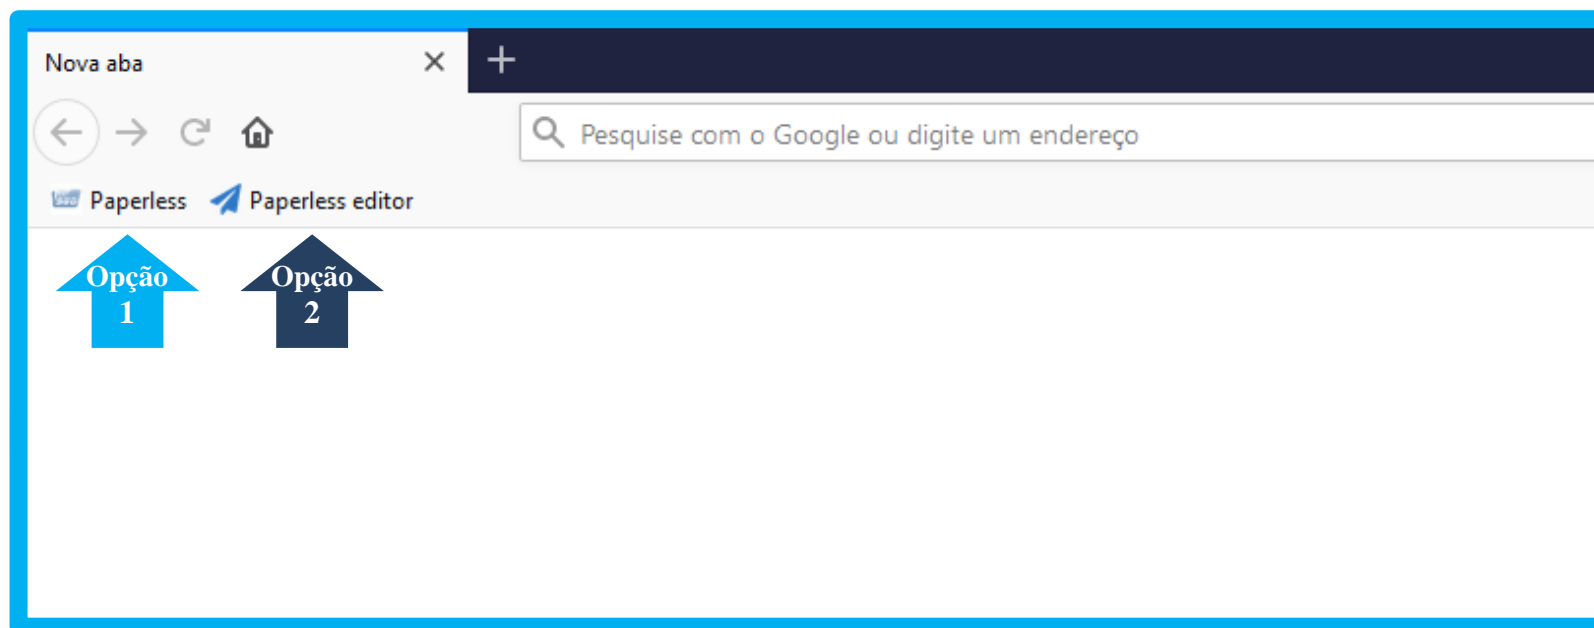 Nova aba
Pesquise com o Google ou digite um endereço
Paperless Paperless editor
Opção Opção
1 2